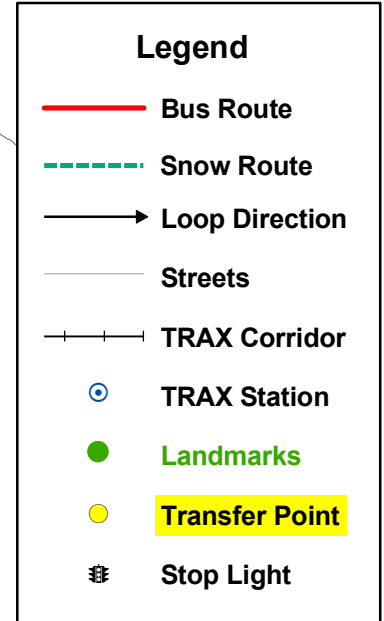 Legend
Bus Route
Snow Route
Loop Direction
Streets
TRAX Corridor
TRAX Station
Landmarks
Transfer Point
Stop Light